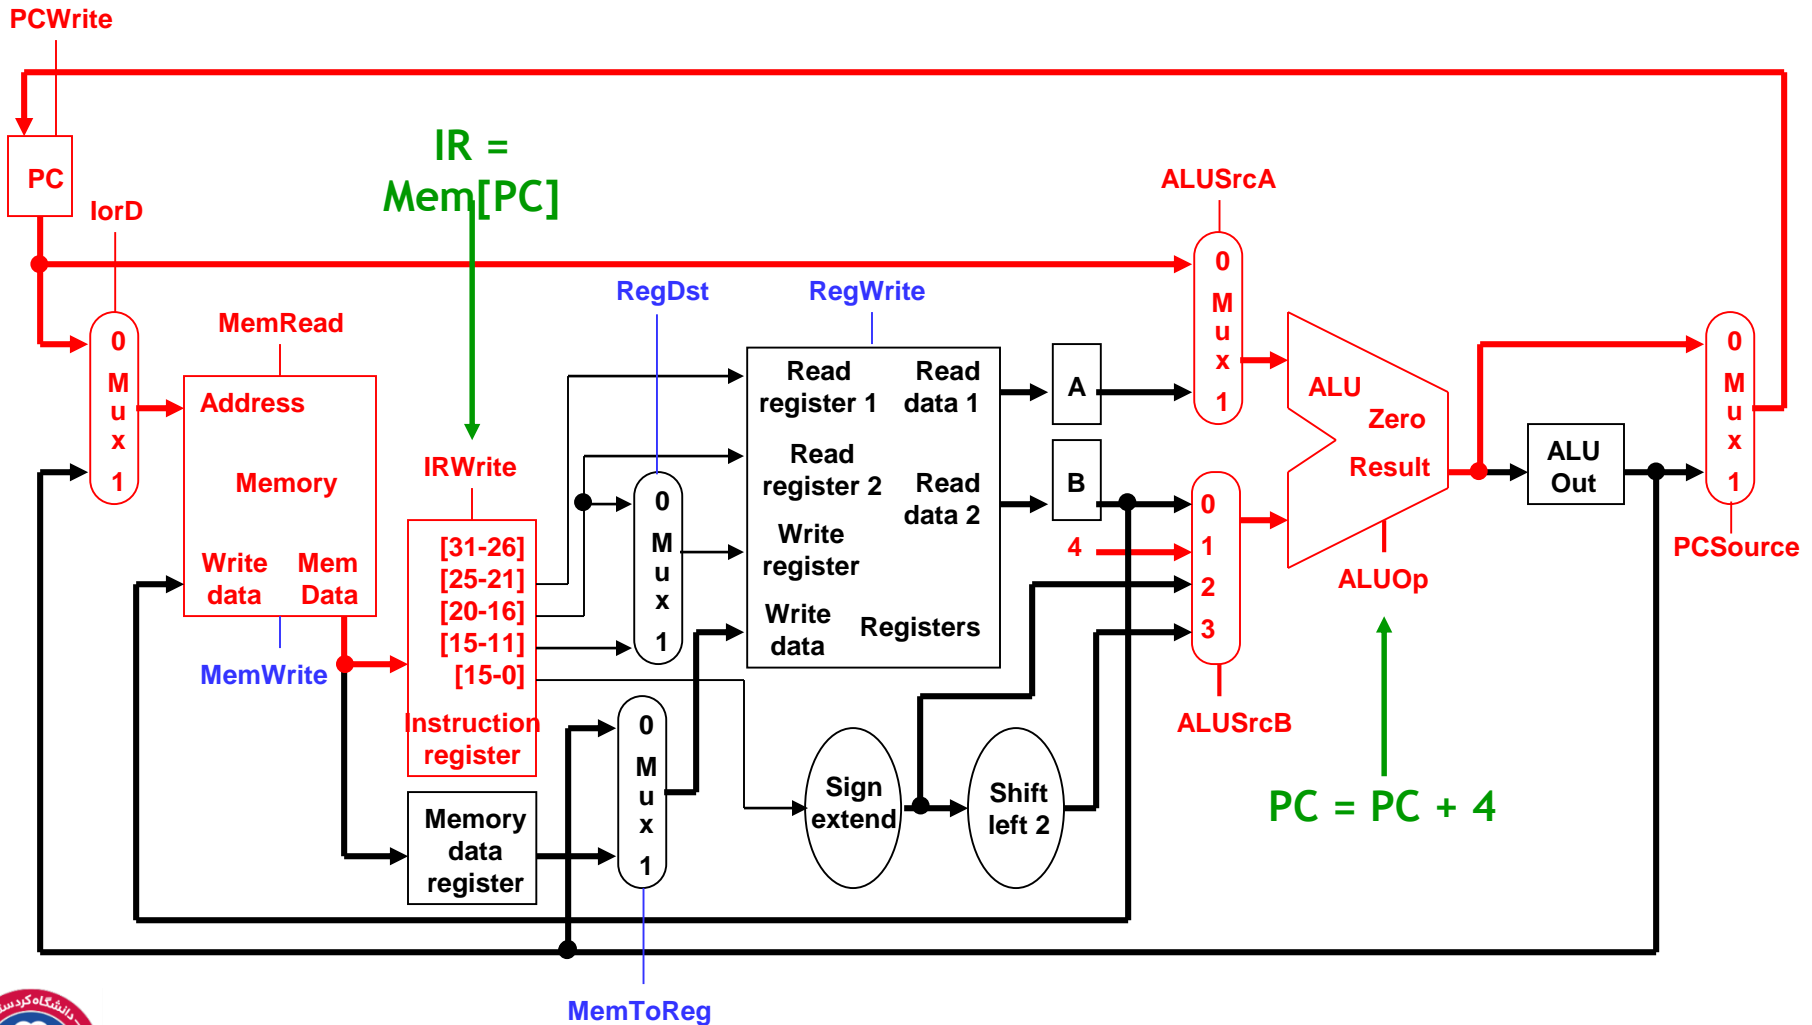 PCWrite
PC
IorD
IR =
Mem[PC]
ALUSrcA
RegDst
RegWrite
MemRead
0
M
u
x
1
Address
Memory
Write
data
Mem
Data
MemWrite
IRWrite
[31-26]
[25-21]
[20-16]
[15-11]
[15-0]
Instruction
register
Memory
data
register
0
M
u
x
1
0
M
u
x
1
MemToReg
Read
register 1
Read
data 1
Read
register 2
Read
data 2
Write
register
Write
data
Registers
A
B
4
Sign
extend
Shift
left 2
0
M
u
x
1
0
1
2
3
ALUSrcB
ALU
Zero
Result
ALUOp
PC = PC + 4
ALU
Out
0
M
u
x
1
PCSource